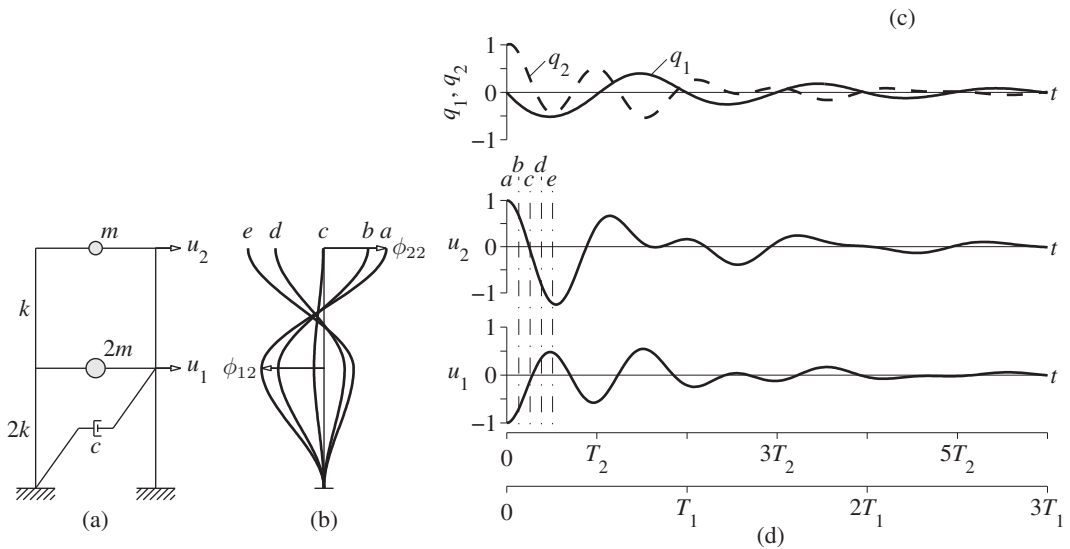 (c)
1
0
−1
q1, q2
q2
q1
t
a b c d e
1
0
−1
u2
t
1
0
−1
u1
t
0 T2 3T2 5T2
0 T1 2T1 3T1
(d)
m
u2
k
2m
u1
2k
c
(a)
e d c b a
ϕ22
ϕ12
(b)